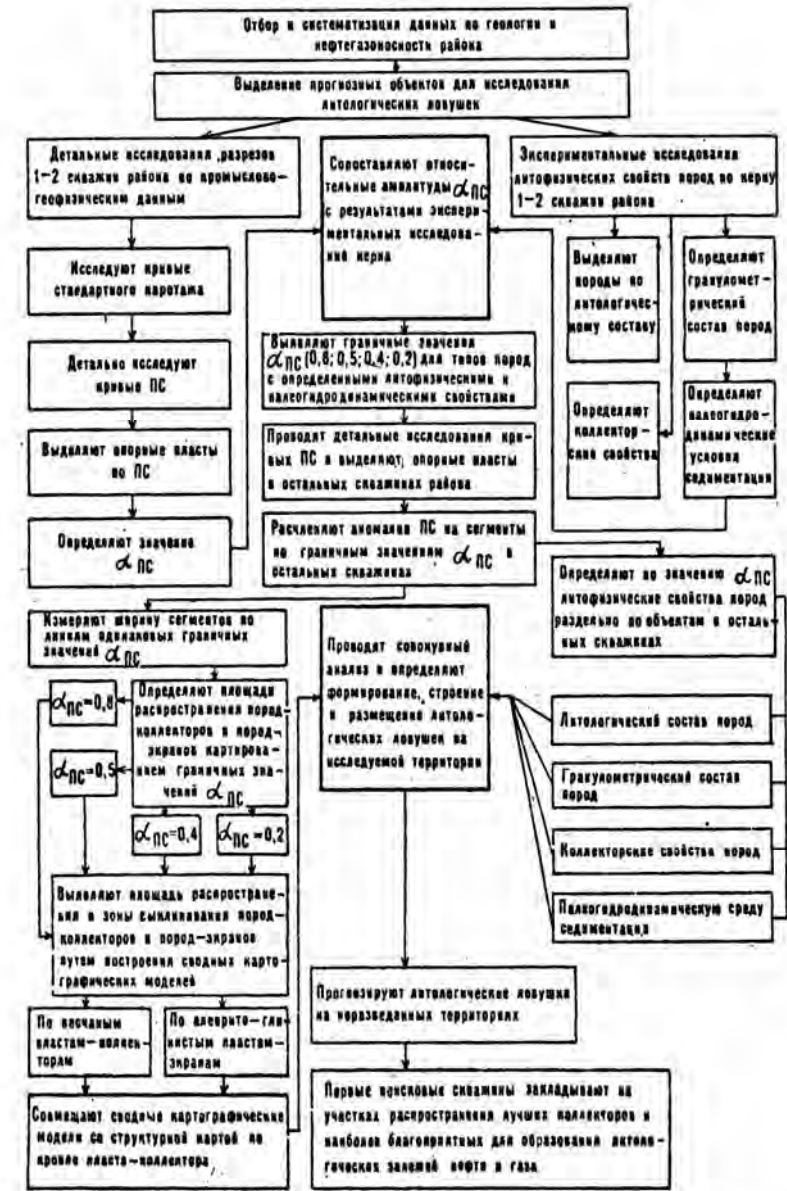 Отбор и систематизация данных по геологии и
нефтегазоносности района
Выделение прогнозных объектов для исследования
литологических ловушек
Детальные исследования разрезов
1-2 скважин района по промыслово-
геофизическим данным
Исследуют кривые
стандартного каротажа
Детально исследуют
кривые ПС
Выделяют опорные пласты
по ПС
Определяют значение
αПС
Сопоставляют относи-
тельные амплитуды αПС
с результатами экспери-
ментальных исследова-
ний керна
Выявляют граничные значения
αПС (0,8; 0,5; 0,4; 0,2) для типов пород
с определенными литофизическими и
палеогидродинамическими свойствами
Проводят детальные исследования кри-
вых ПС и выделяют опорные пласты
в остальных скважинах района
Расчленяют аномалии ПС на сегменты
по граничным значениям αПС в
остальных скважинах
Экспериментальные исследования
литофизических свойств пород по керну
1-2 скважин района
Выделяют
породы по
литологичес-
кому составу
Определяют
грануломет-
рический
состав пород
Определяют
коллектор-
ские свойства
Определяют
палеогидро-
динамические
условия
седиментации
Определяют по значению αПС
литофизические свойства пород
раздельно по объектам в осталь-
ных скважинах
Литологический состав пород
Гранулометрический состав
пород
Коллекторские свойства пород
Палеогидродинамическую среду
седиментации
Измеряют ширину сегментов по
линиям одинаковых граничных
значений αПС
Определяют площади
распространения пород-
коллекторов и пород-
экранов картирова-
нием граничных зна-
чений αПС
αПС=0,8
αПС=0,5
αПС=0,4
αПС=0,2
Выявляют площадь распростране-
ния и зоны выклинивания пород-
коллекторов и пород-экранов
путем построения сводных карто-
графических моделей
По песчаным
пластам-коллек-
торам
По алеврито-гли-
нистым пластам-
экранам
Совмещают сводные картографические
модели со структурной картой по
кровле пласта-коллектора
Проводят совокупный
анализ и определяют
формирование, строение
и размещение литоло-
гических ловушек на
исследуемой территории
Прогнозируют литологические ловушки
на неразведанных территориях
Первые поисковые скважины закладывают на
участках распространения лучших коллекторов и
наиболее благоприятных для образования литоло-
гических залежей нефти и газа